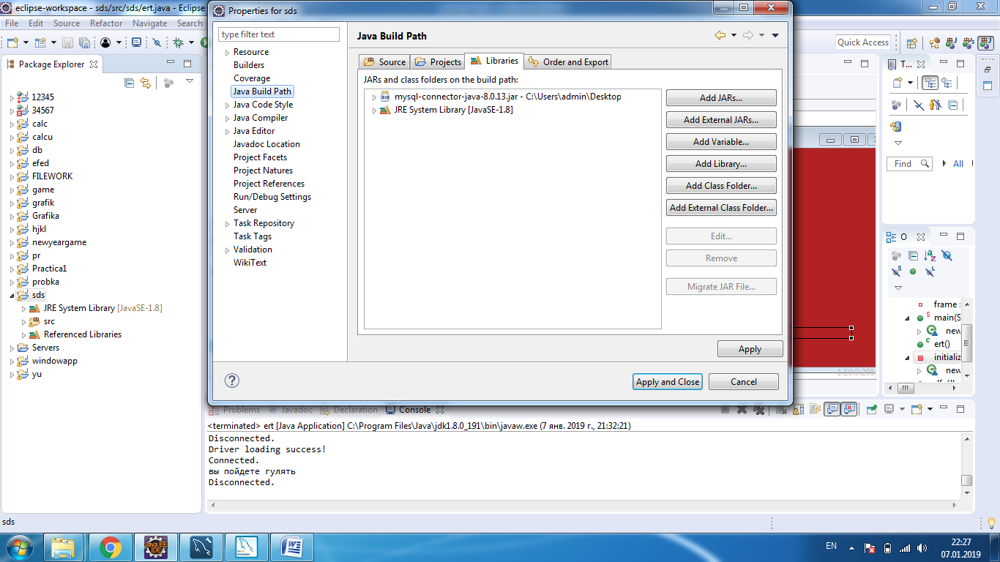 eclipse-workspace - sds/src/sds/ert.java - Eclipse
File Edit Source Refactor Navigate Search
Quick Access
Package Explorer
12345
34567
calc
calcu
db
efed
FILEWORK
game
grafik
Grafika
hjkl
newyeargame
pr
Practica1
probka
sds
JRE System Library [JavaSE-1.8]
src
Referenced Libraries
Servers
windowapp
yu
Properties for sds
type filter text
Resource
Builders
Coverage
Java Build Path
Java Code Style
Java Compiler
Java Editor
Javadoc Location
Project Facets
Project Natures
Project References
Run/Debug Settings
Server
Task Repository
Task Tags
Validation
WikiText
Java Build Path
Source Projects Libraries Order and Export
JARs and class folders on the build path:
mysql-connector-java-8.0.13.jar - C:\Users\admin\Desktop
JRE System Library [JavaSE-1.8]
Add JARs...
Add External JARs...
Add Variable...
Add Library...
Add Class Folder...
Add External Class Folder...
Edit...
Remove
Migrate JAR File...
Apply
Apply and Close Cancel
T...
Find All
O
frame :
main(S
new
ert()
initializ
new
Problems @ Javadoc Declaration Console
<terminated> ert [Java Application] C:\Program Files\Java\jdk1.8.0_191\bin\javaw.exe (7 янв. 2019 г., 21:32:21)
Disconnected.
Driver loading success!
Connected.
вы пойдете гулять
Disconnected.
sds
Java EE
IDE
EN
22:27
07.01.2019